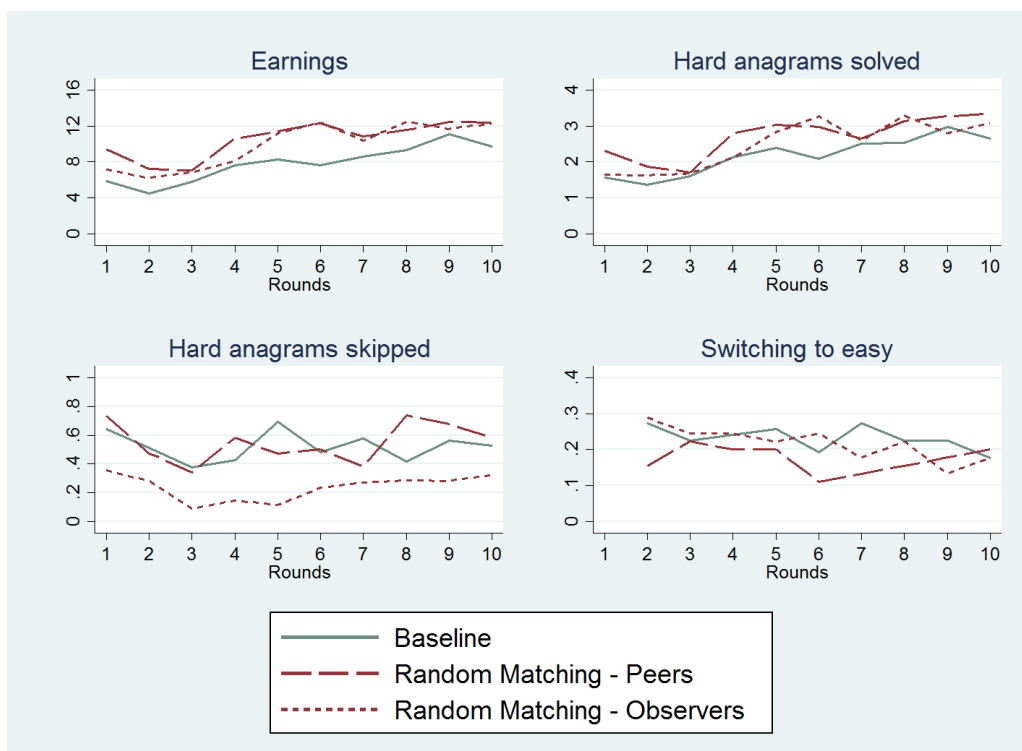 Earnings
16
12
8
4
0
1 2 3 4 5 6 7 8 9 10
Rounds
Hard anagrams solved
4
3
2
1
0
1 2 3 4 5 6 7 8 9 10
Rounds
Hard anagrams skipped
1
.8
.6
.4
.2
0
1 2 3 4 5 6 7 8 9 10
Rounds
Switching to easy
.4
.3
.2
.1
0
1 2 3 4 5 6 7 8 9 10
Rounds
Baseline
Random Matching - Peers
Random Matching - Observers